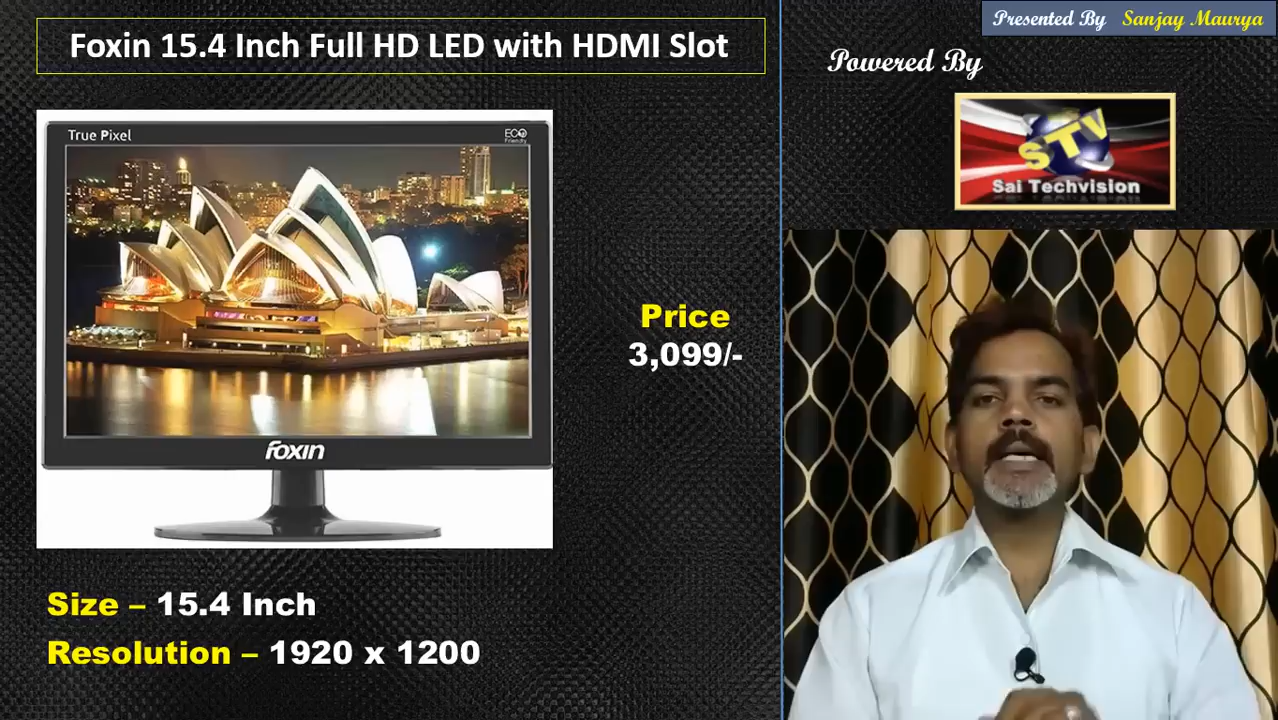 Foxin 15.4 Inch Full HD LED with HDMI Slot
True Pixel
ECO
Friendly
foxin
Price
3,099/-
Size – 15.4 Inch
Resolution – 1920 x 1200
Presented By Sanjay Maurya
Powered By
STV
Sai Techvision